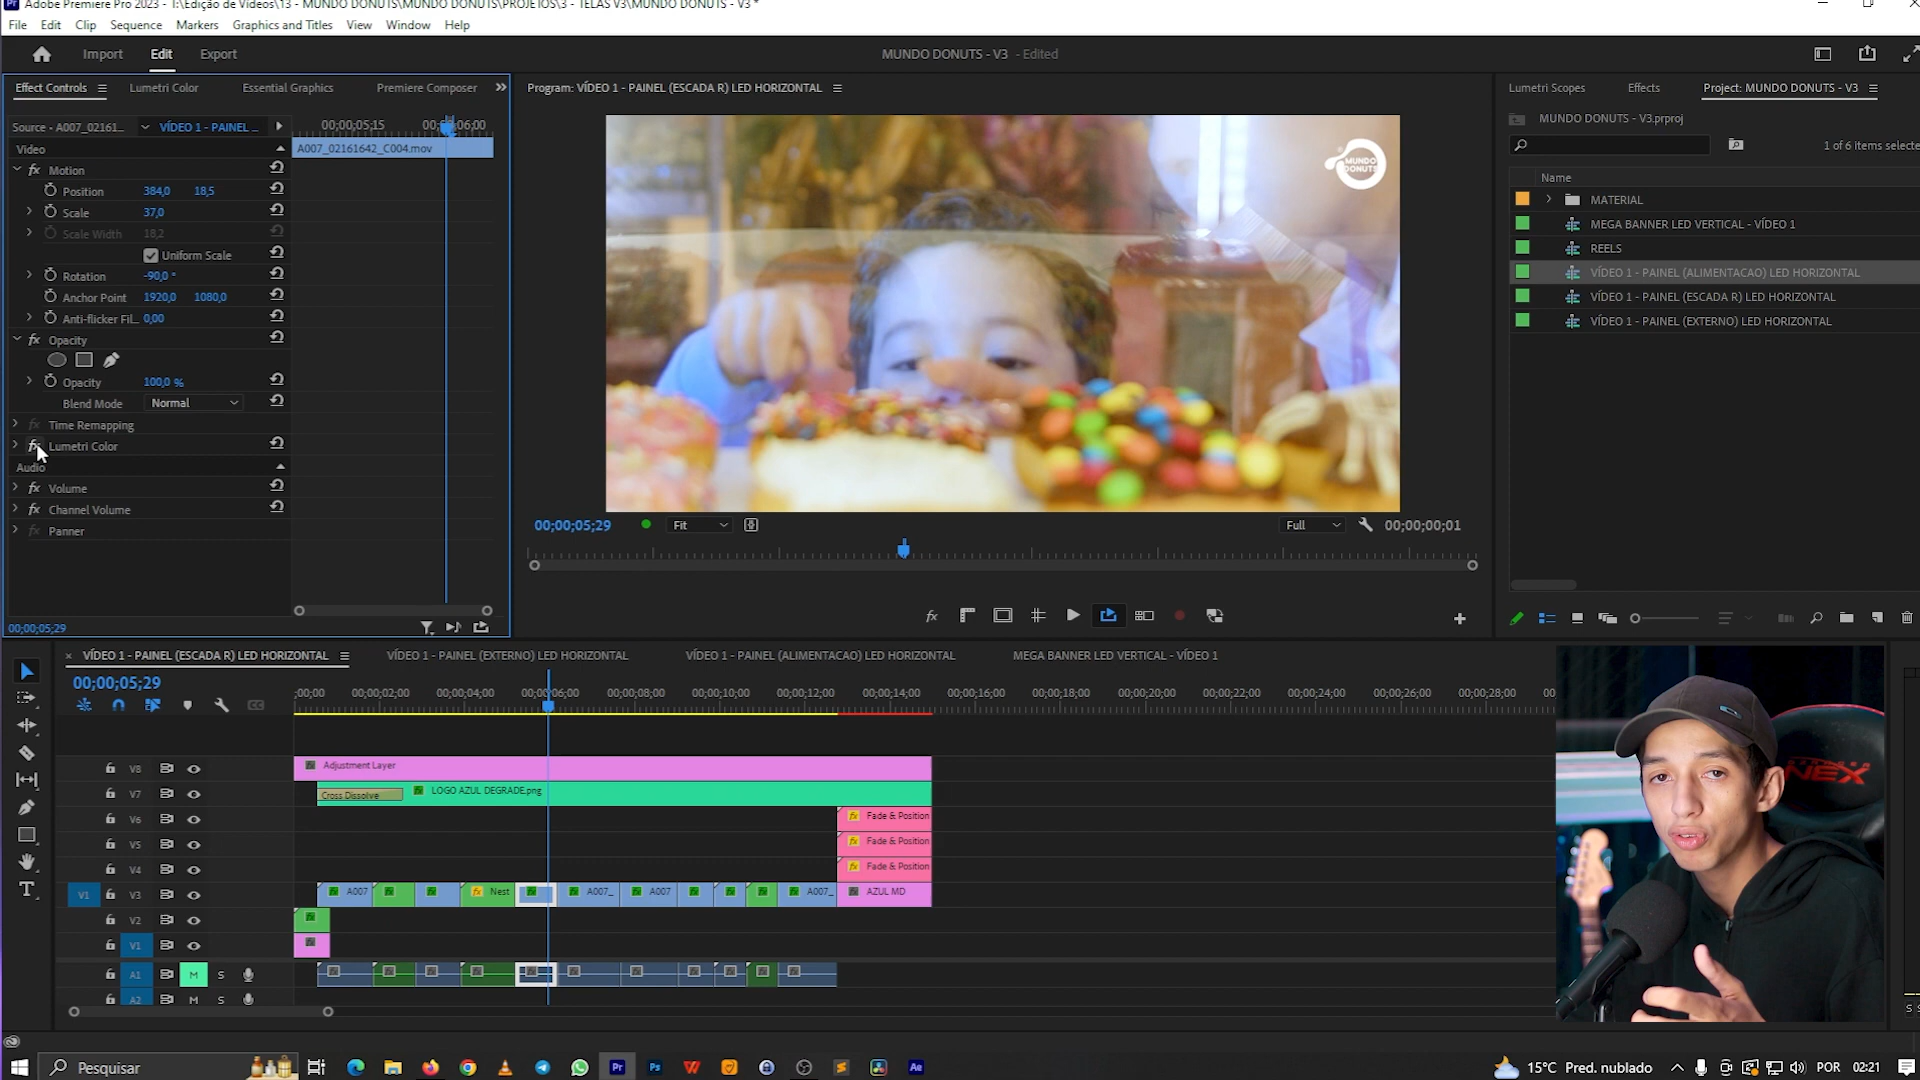 Adobe Premiere Pro 2023 - T:\Edição de Vídeos\13 - MUNDO DONUTS\MUNDO DONUTS\PROJETOS\3 - TELAS V3\MUNDO DONUTS - V3 *
File Edit Clip Sequence Markers Graphics and Titles View Window Help
Import Edit Export
MUNDO DONUTS - V3 - Edited
Effect Controls Lumetri Color Essential Graphics Premiere Composer
Source - A007_02161... VÍDEO 1 - PAINEL ...
00;00;05;15
Video
A007_02161642_C004.mov
fx Motion
Position 384,0 18,5
Scale 37,0
Scale Width 18,2
Uniform Scale
Rotation -90,0 °
Anchor Point 1920,0 1080,0
Anti-flicker Fil... 0,00
fx Opacity
Opacity 100,0 %
Blend Mode Normal
fx Time Remapping
fx Lumetri Color
Audio
fx Volume
fx Channel Volume
fx Panner
00;00;05;29
Program: VÍDEO 1 - PAINEL (ESCADA R) LED HORIZONTAL
MUNDO
DONUTS
00;00;05;29 Fit Full 00;00;00;01
fx
Lumetri Scopes Effects Project: MUNDO DONUTS - V3
MUNDO DONUTS - V3.prproj
1 of 6 items selecte
Name
MATERIAL
MEGA BANNER LED VERTICAL - VÍDEO 1
REELS
VÍDEO 1 - PAINEL (ALIMENTACAO) LED HORIZONTAL
VÍDEO 1 - PAINEL (ESCADA R) LED HORIZONTAL
VÍDEO 1 - PAINEL (EXTERNO) LED HORIZONTAL
× VÍDEO 1 - PAINEL (ESCADA R) LED HORIZONTAL VÍDEO 1 - PAINEL (EXTERNO) LED HORIZONTAL VÍDEO 1 - PAINEL (ALIMENTACAO) LED HORIZONTAL MEGA BANNER LED VERTICAL - VÍDEO 1
00;00;05;29
;00;00 00;00;02;00 00;00;04;00 00;00;06;00 00;00;08;00 00;00;10;00 00;00;12;00 00;00;14;00 00;00;16;00 00;00;18;00 00;00;20;00 00;00;22;00 00;00;24;00 00;00;26;00 00;00;28;00 00
V8 Adjustment Layer
V7 Cross Dissolve LOGO AZUL DEGRADE.png
V6 Fade & Position
V5 Fade & Position
V4 Fade & Position
V1 V3 A007 Nest A007_ A007 A007_ AZUL MD
V2
V1
A1 M S
A2 M S
NEX
Pesquisar
Pr Ps Ae
15°C Pred. nublado POR 02:21